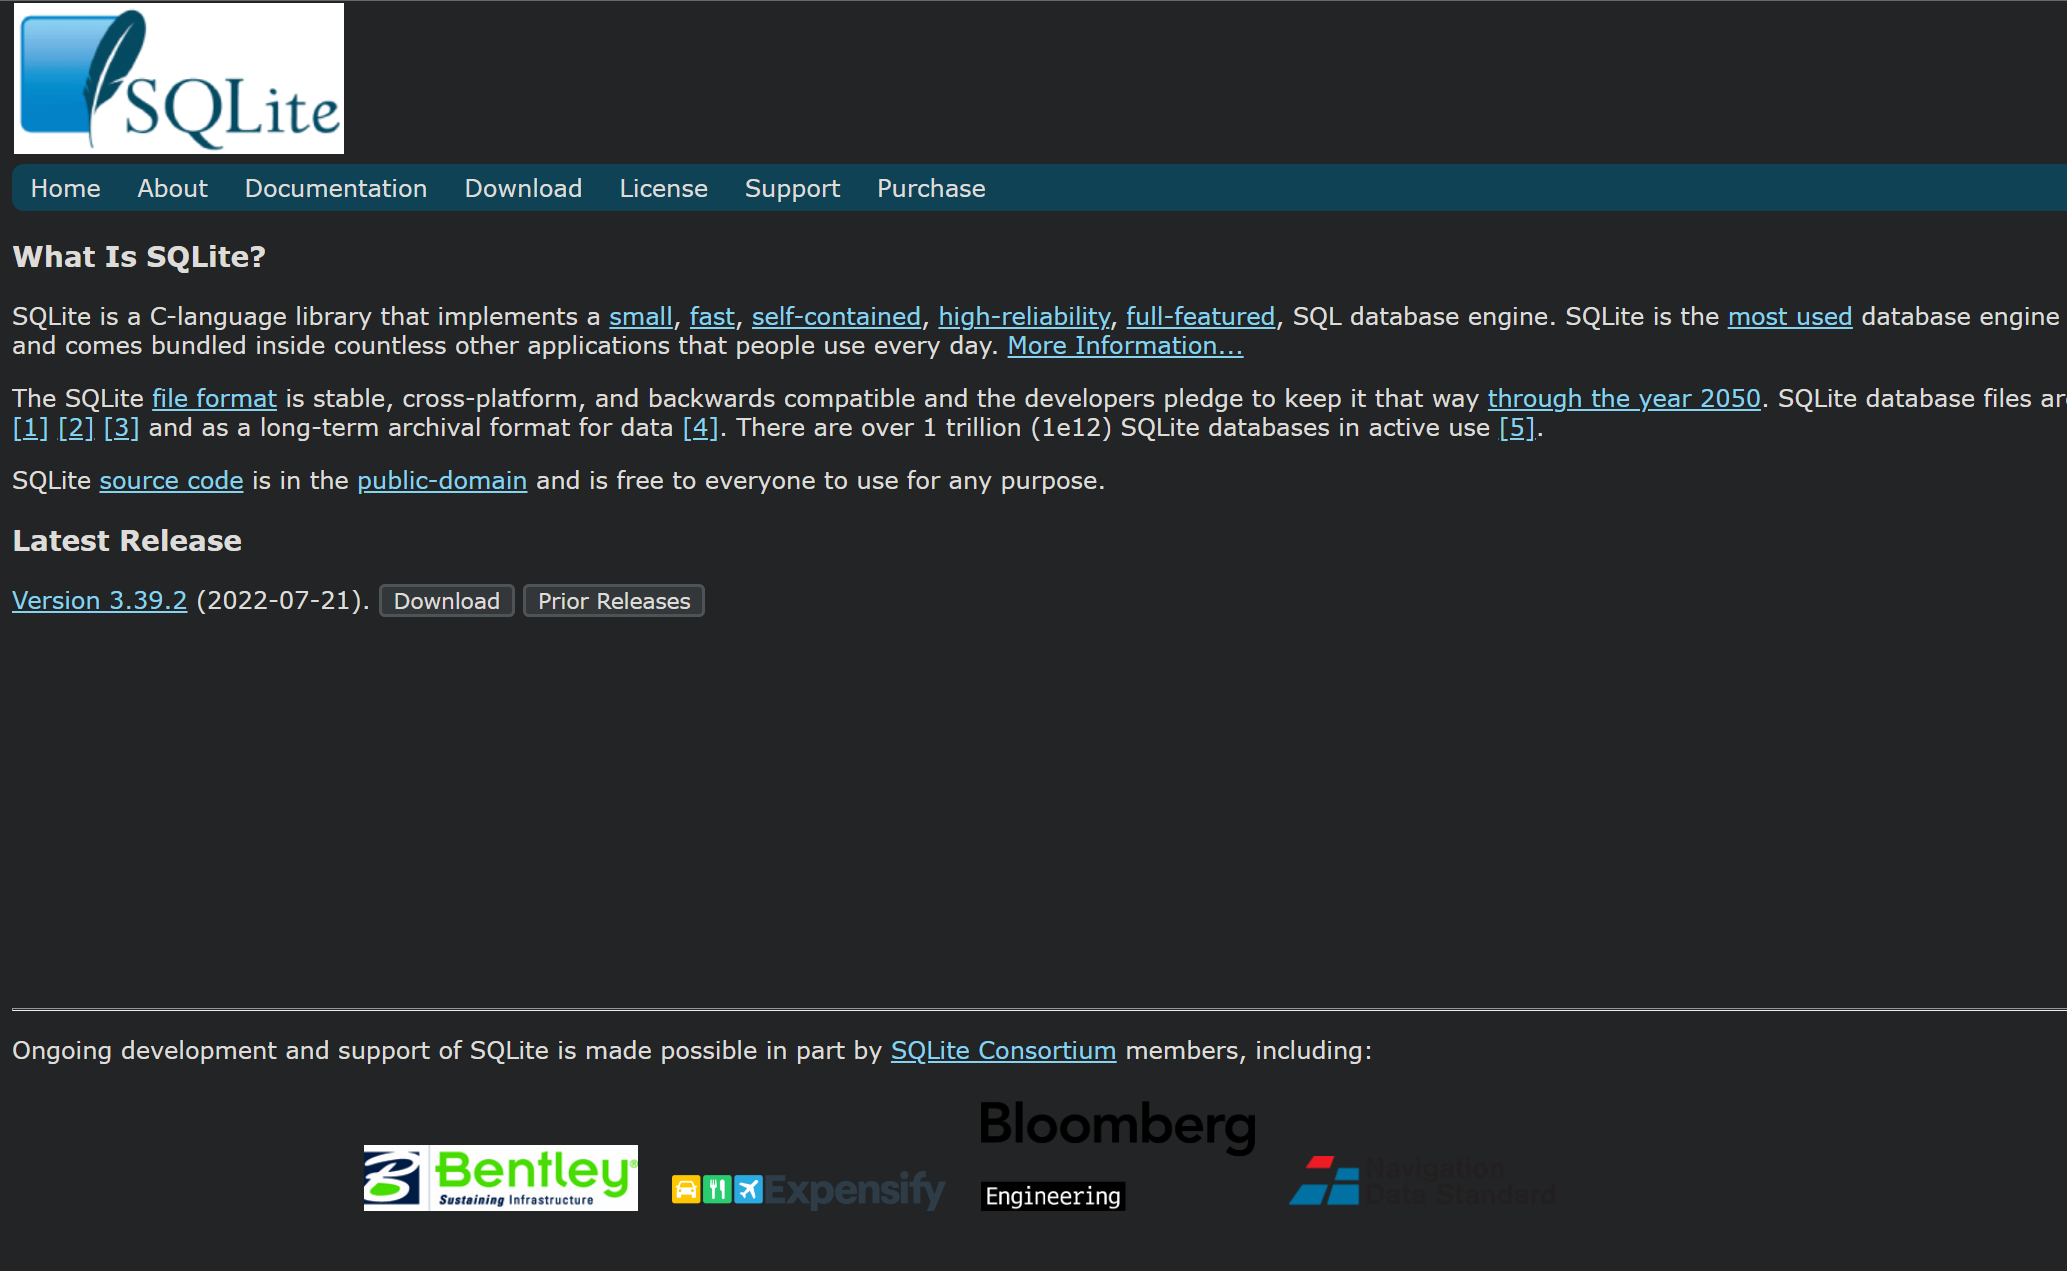 SQLite
Home About Documentation Download License Support Purchase
What Is SQLite?
SQLite is a C-language library that implements a small, fast, self-contained, high-reliability, full-featured, SQL database engine. SQLite is the most used database engine
and comes bundled inside countless other applications that people use every day. More Information...
The SQLite file format is stable, cross-platform, and backwards compatible and the developers pledge to keep it that way through the year 2050. SQLite database files are
[1] [2] [3] and as a long-term archival format for data [4]. There are over 1 trillion (1e12) SQLite databases in active use [5].
SQLite source code is in the public-domain and is free to everyone to use for any purpose.
Latest Release
Version 3.39.2 (2022-07-21). Download Prior Releases
Ongoing development and support of SQLite is made possible in part by SQLite Consortium members, including:
Bentley®
Sustaining Infrastructure
Expensify
Bloomberg
Engineering
Navigation
Data Standard